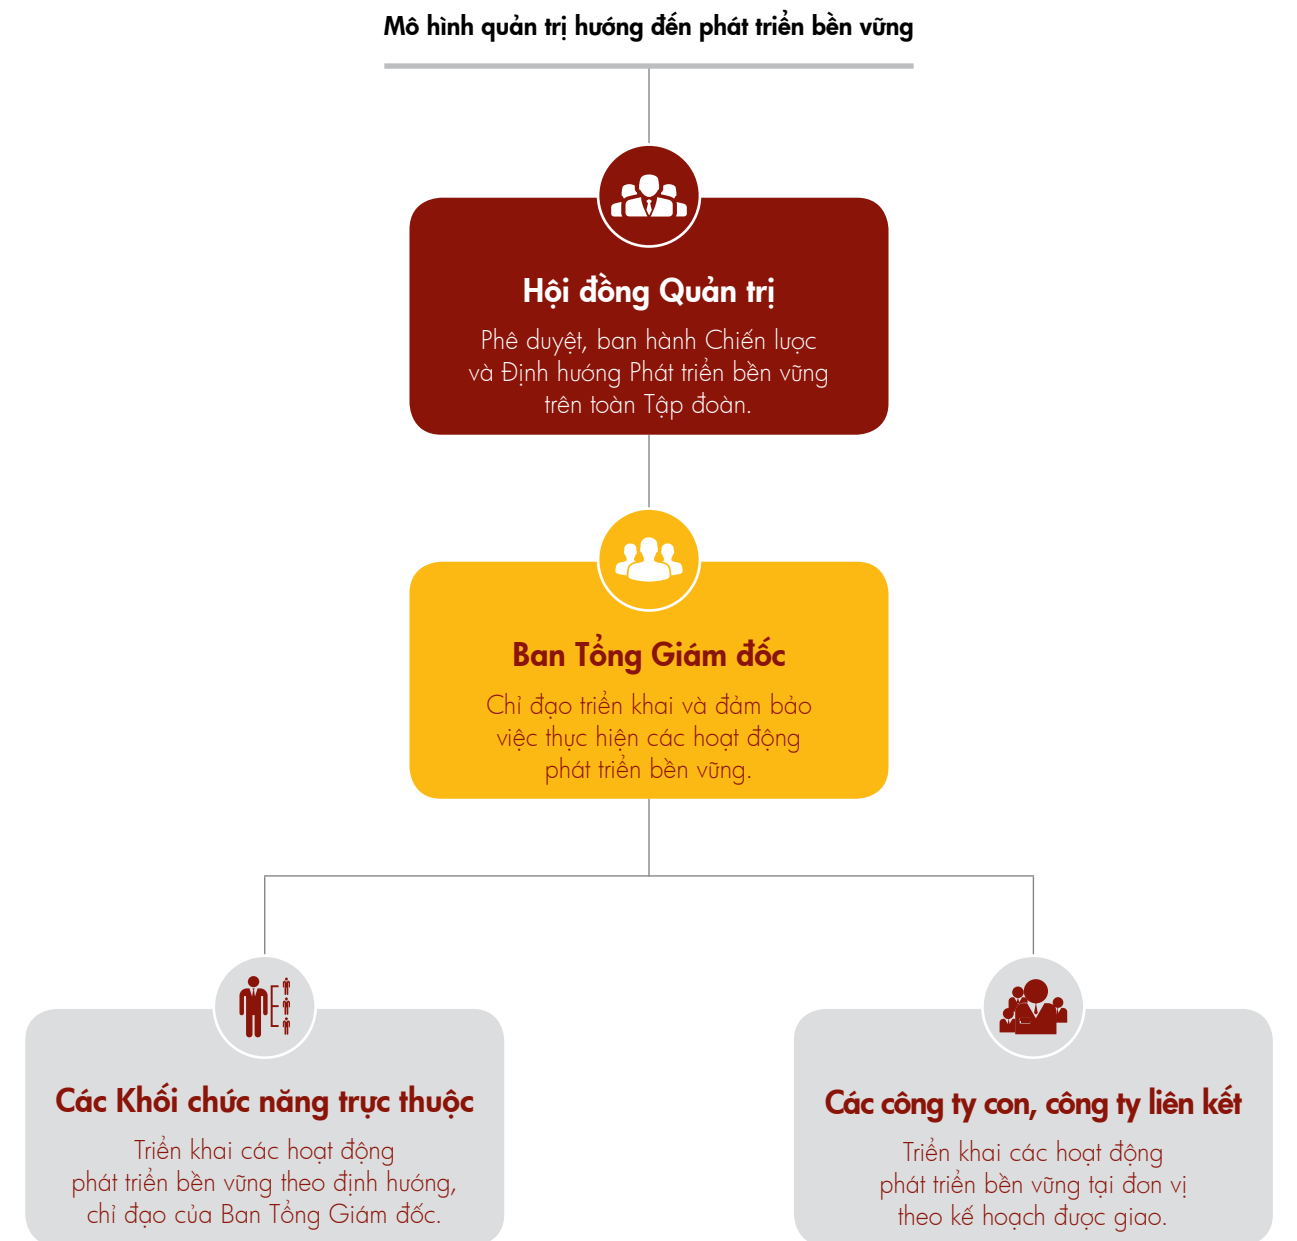 Mô hình quản trị hướng đến phát triển bền vững
Hội đồng Quản trị
Phê duyệt, ban hành Chiến lược
và Định hướng Phát triển bền vững
trên toàn Tập đoàn.
Ban Tổng Giám đốc
Chỉ đạo triển khai và đảm bảo
việc thực hiện các hoạt động
phát triển bền vững.
Các Khối chức năng trực thuộc
Triển khai các hoạt động
phát triển bền vững theo định hướng,
chỉ đạo của Ban Tổng Giám đốc.
Các công ty con, công ty liên kết
Triển khai các hoạt động
phát triển bền vững tại đơn vị
theo kế hoạch được giao.